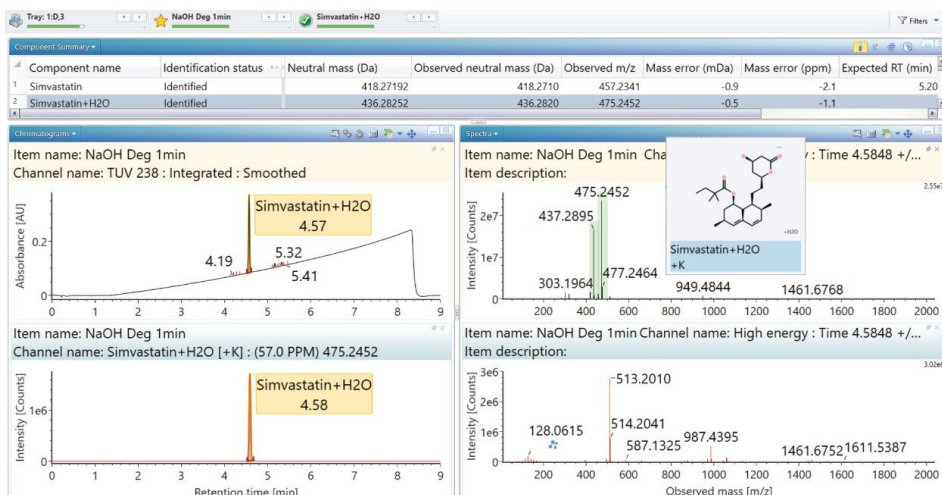 Tray: 1:D,3 NaOH Deg 1min Simvastatin+H2O Filters
Component Summary
Component name Identification status Neutral mass (Da) Observed neutral mass (Da) Observed m/z Mass error (mDa) Mass error (ppm) Expected RT (min)
1 Simvastatin Identified 418.27192 418.2710 457.2341 -0.9 -2.1 5.20
2 Simvastatin+H2O Identified 436.28252 436.2820 475.2452 -0.5 -1.1
Chromatograms
Item name: NaOH Deg 1min
Channel name: TUV 238 : Integrated : Smoothed
Absorbance [AU]
0.2
0
Simvastatin+H2O
4.57
4.19
5.32
5.41
0 1 2 3 4 5 6 7 8 9
Item name: NaOH Deg 1min
Channel name: Simvastatin+H2O [+K] : (57.0 PPM) 475.2452
Intensity [Counts]
1e6
0
Simvastatin+H2O
4.58
0 1 2 3 4 5 6 7 8 9
Retention time [min]
Spectra
Item name: NaOH Deg 1min Cha : Time 4.5848 +/...
Item description:
2.55e7
Intensity [Counts]
2e7
1e7
0
475.2452
437.2895
477.2464
303.1964
949.4844
1461.6768
+H2O
Simvastatin+H2O
+K
200 400 600 800 1000 1200 1400 1600 1800 2000
Item name: NaOH Deg 1min Channel name: High energy : Time 4.5848 +/...
Item description:
3.02e6
Intensity [Counts]
3e6
2e6
1e6
0
513.2010
514.2041
128.0615
587.1325
987.4395
1461.6752
1611.5387
200 400 600 800 1000 1200 1400 1600 1800 2000
Observed mass [m/z]